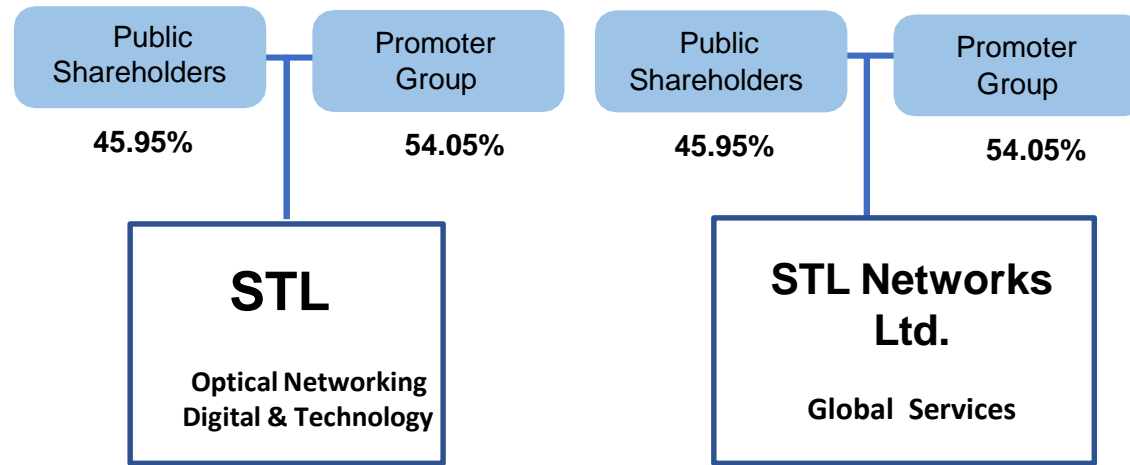 Public
Shareholders
Promoter
Group
45.95%
54.05%
STL
Optical Networking
Digital & Technology
Public
Shareholders
Promoter
Group
45.95%
54.05%
STL Networks
Ltd.
Global Services